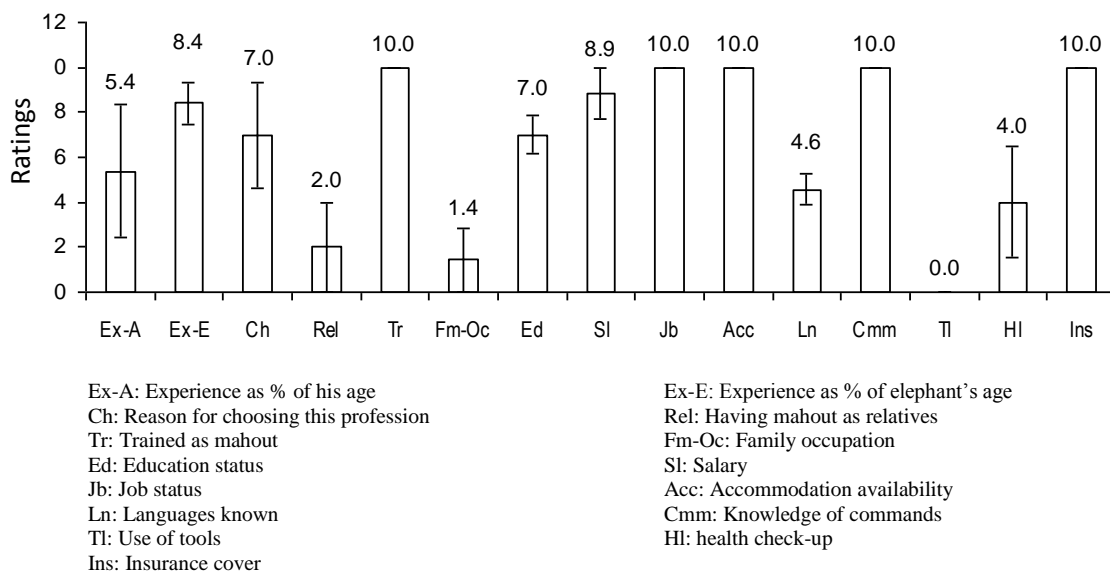 12
10.0 10.0 10.0 10.0 10.0
8.4 8.9
0
7.0 7.0
5.4
8
4.6
4.0
6
2.0
4
1.4
2
0.0
0
Ratings
Ex-A Ex-E Ch Rel Tr Fm-Oc Ed Sl Jb Acc Ln Cmm Tl Hl Ins
Ex-A: Experience as % of his age
Ex-E: Experience as % of elephant’s age
Ch: Reason for choosing this profession
Rel: Having mahout as relatives
Tr: Trained as mahout
Fm-Oc: Family occupation
Ed: Education status
Sl: Salary
Jb: Job status
Acc: Accommodation availability
Ln: Languages known
Cmm: Knowledge of commands
Tl: Use of tools
Hl: health check-up
Ins: Insurance cover